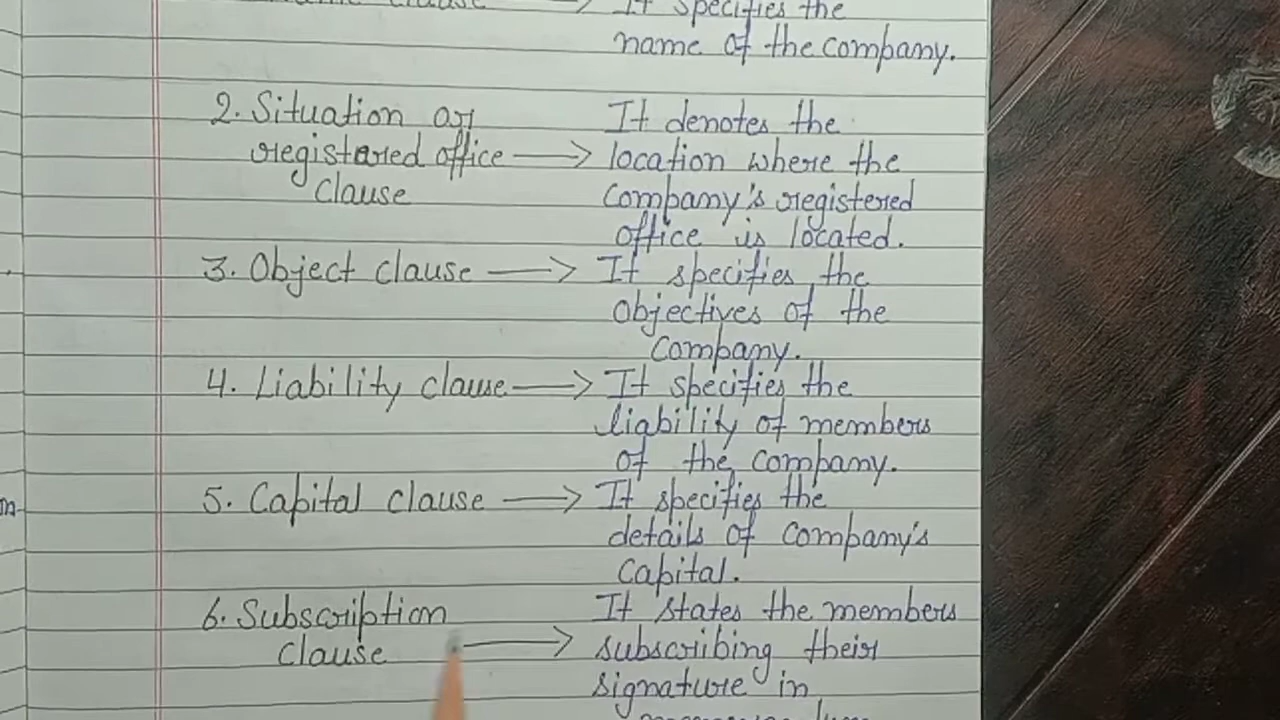 clause → It specifies the
name of the company.
2. Situation or It denotes the
registered office → location where the
clause company's registered
office is located.
3. Object clause → It specifies the
objectives of the
company.
4. Liability clause → It specifies the
liability of members
of the company.
5. Capital clause → It specifies the
details of company's
capital.
6. Subscription It states the members
clause → subscribing their
signature in